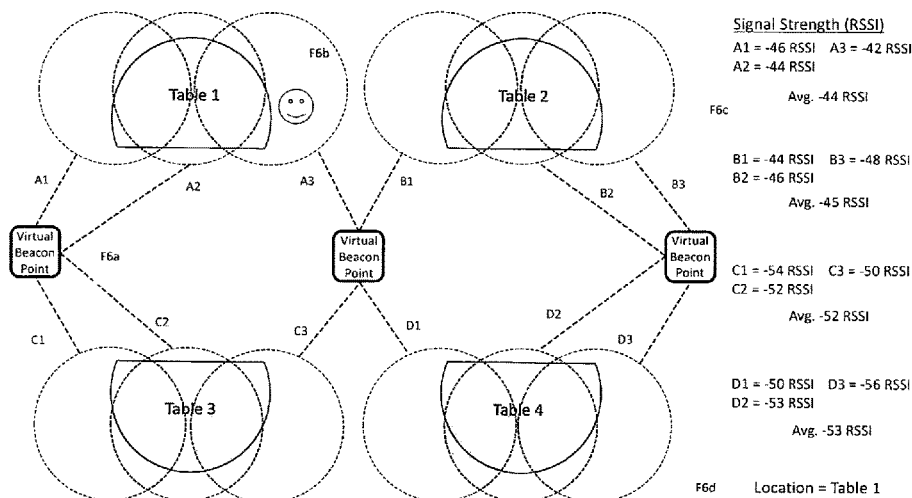 Signal Strength (RSSI)
F6b
A1 = -46 RSSI A3 = -42 RSSI
A2 = -44 RSSI
Table 1
Table 2
Avg. -44 RSSI
F6c
A1
A2
A3
B1
B2
B3
B1 = -44 RSSI B3 = -48 RSSI
B2 = -46 RSSI
Avg. -45 RSSI
Virtual
Beacon
Point
F6a
Virtual
Beacon
Point
Virtual
Beacon
Point
C1 = -54 RSSI C3 = -50 RSSI
C2 = -52 RSSI
Avg. -52 RSSI
C1
C2
C3
D1
D2
D3
D1 = -50 RSSI D3 = -56 RSSI
D2 = -53 RSSI
Avg. -53 RSSI
Table 3
Table 4
F6d
Location = Table 1